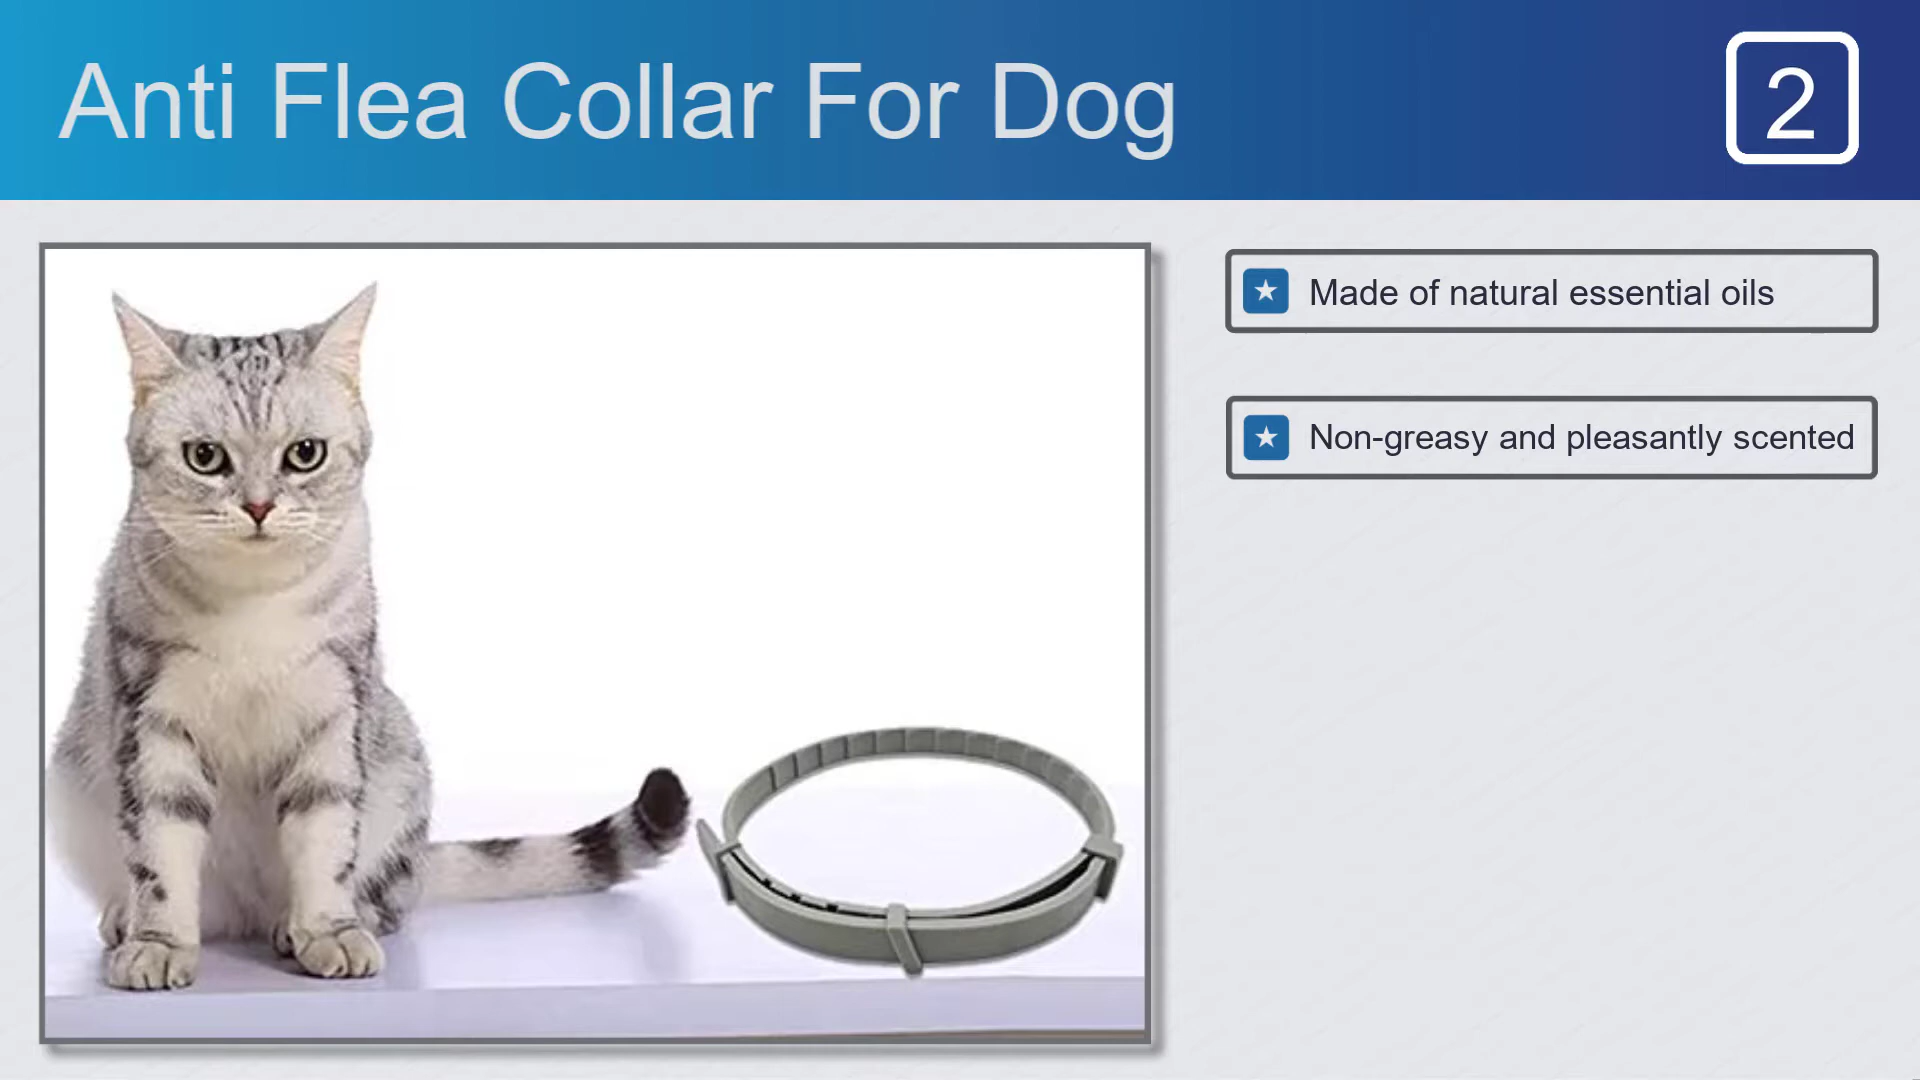 Anti Flea Collar For Dog
2
Made of natural essential oils
Non-greasy and pleasantly scented